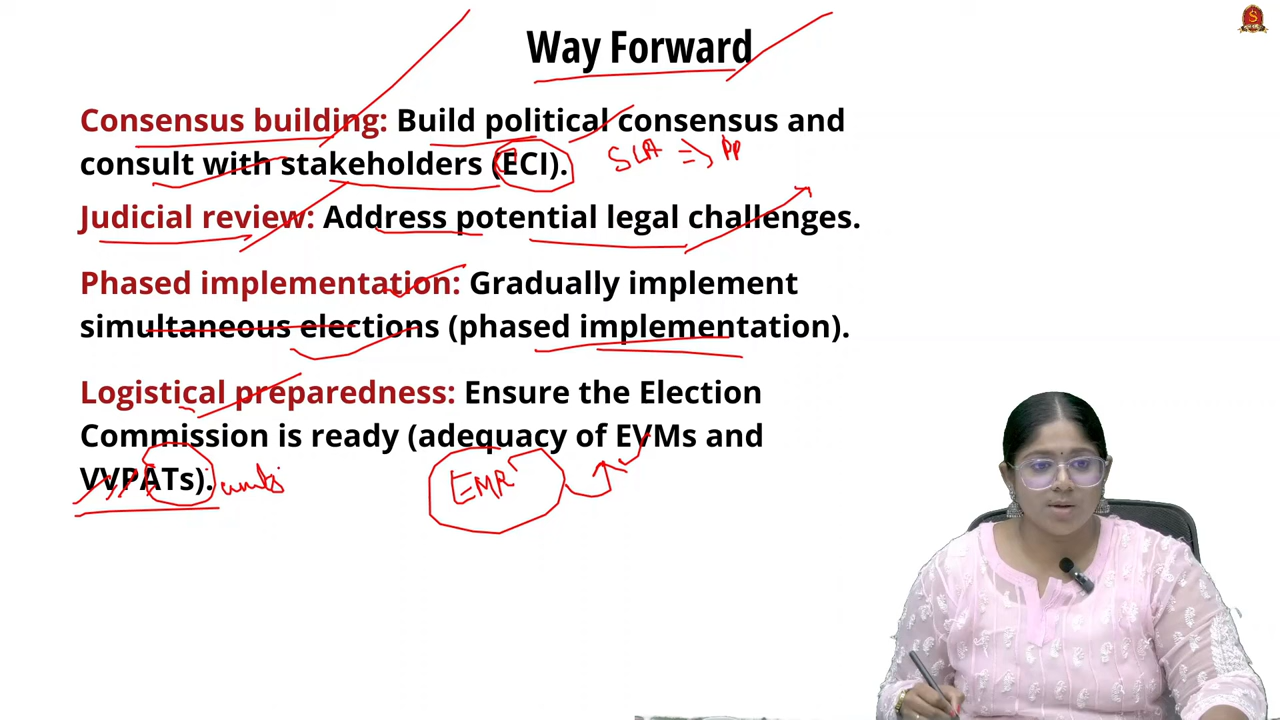 Way Forward
Consensus building: Build political consensus and
consult with stakeholders (ECI).
SLA => PP
Judicial review: Address potential legal challenges.
Phased implementation: Gradually implement
simultaneous elections (phased implementation).
Logistical preparedness: Ensure the Election
Commission is ready (adequacy of EVMs and
VVPATs). units
EMR